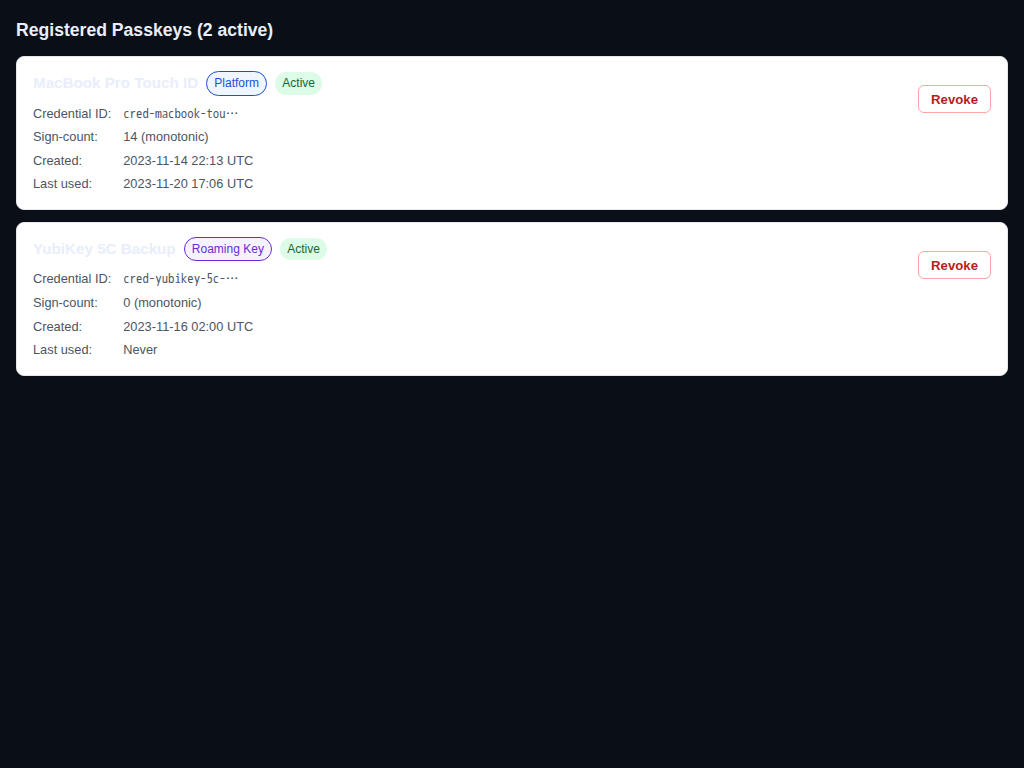 Registered Passkeys (2 active)
MacBook Pro Touch ID Platform Active
Revoke
Credential ID: cred-macbook-tou…
Sign-count: 14 (monotonic)
Created: 2023-11-14 22:13 UTC
Last used: 2023-11-20 17:06 UTC
YubiKey 5C Backup Roaming Key Active
Revoke
Credential ID: cred-yubikey-5c-…
Sign-count: 0 (monotonic)
Created: 2023-11-16 02:00 UTC
Last used: Never